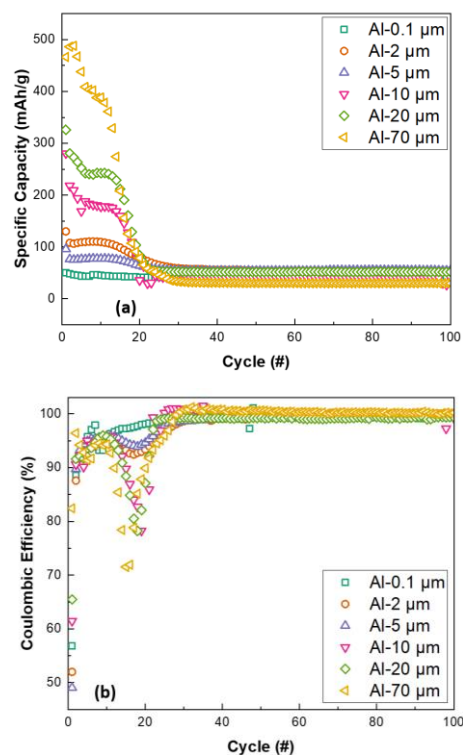 500
400
300
200
100
0
Specific Capacity (mAh/g)
Al-0.1 µm
Al-2 µm
Al-5 µm
Al-10 µm
Al-20 µm
Al-70 µm
(a)
0 20 40 60 80 100
Cycle (#)
100
90
80
70
60
50
Coulombic Efficiency (%)
Al-0.1 µm
Al-2 µm
Al-5 µm
Al-10 µm
Al-20 µm
Al-70 µm
(b)
0 20 40 60 80 100
Cycle (#)